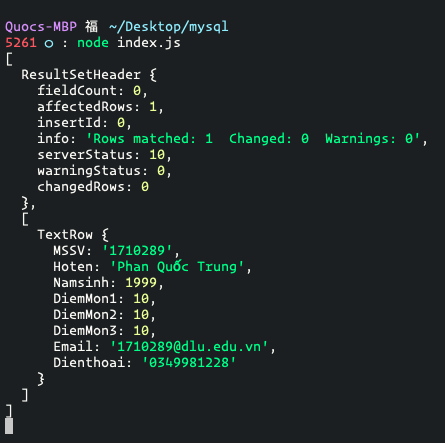 Quocs-MBP 福 ~/Desktop/mysql
5261 ○ : node index.js
[
  ResultSetHeader {
    fieldCount: 0,
    affectedRows: 1,
    insertId: 0,
    info: 'Rows matched: 1  Changed: 0  Warnings: 0',
    serverStatus: 10,
    warningStatus: 0,
    changedRows: 0
  },
  [
    TextRow {
      MSSV: '1710289',
      Hoten: 'Phan Quốc Trung',
      Namsinh: 1999,
      DiemMon1: 10,
      DiemMon2: 10,
      DiemMon3: 10,
      Email: '1710289@dlu.edu.vn',
      Dienthoai: '0349981228'
    }
  ]
]